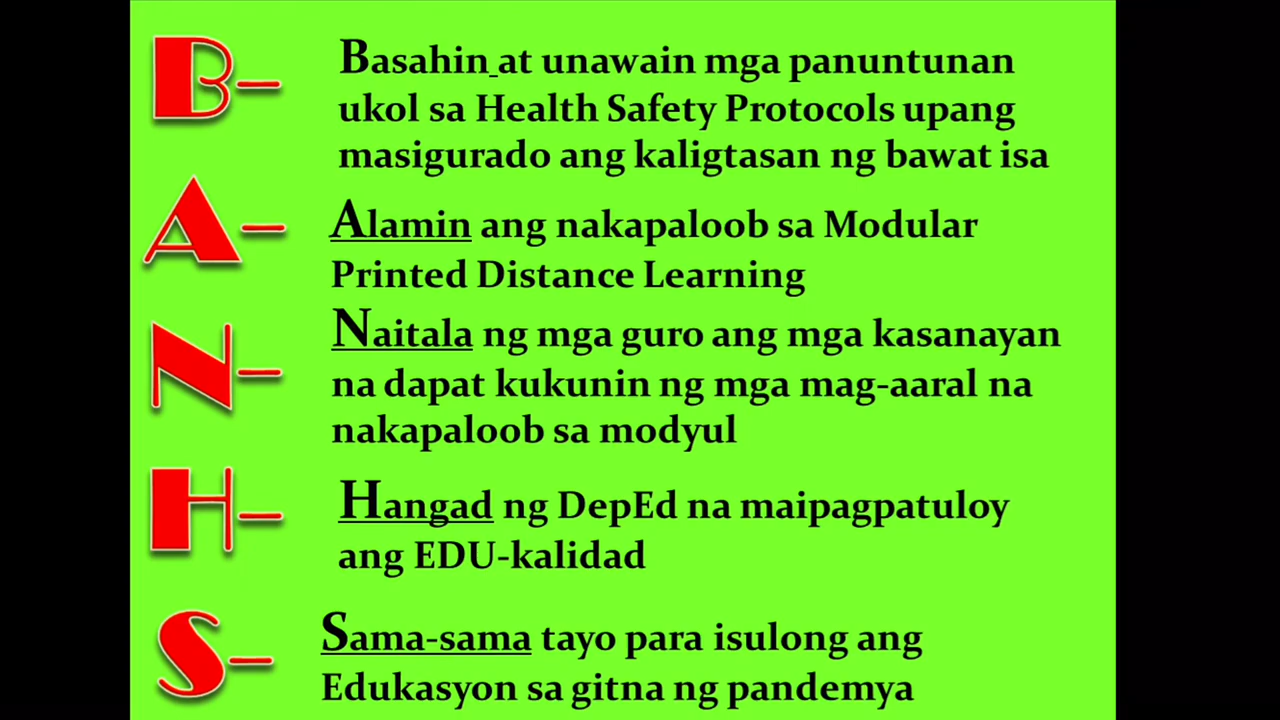 B- Basahin at unawain mga panuntunan
ukol sa Health Safety Protocols upang
masigurado ang kaligtasan ng bawat isa
A- Alamin ang nakapaloob sa Modular
Printed Distance Learning
N- Naitala ng mga guro ang mga kasanayan
na dapat kukunin ng mga mag-aaral na
nakapaloob sa modyul
H- Hangad ng DepEd na maipagpatuloy
ang EDU-kalidad
S- Sama-sama tayo para isulong ang
Edukasyon sa gitna ng pandemya